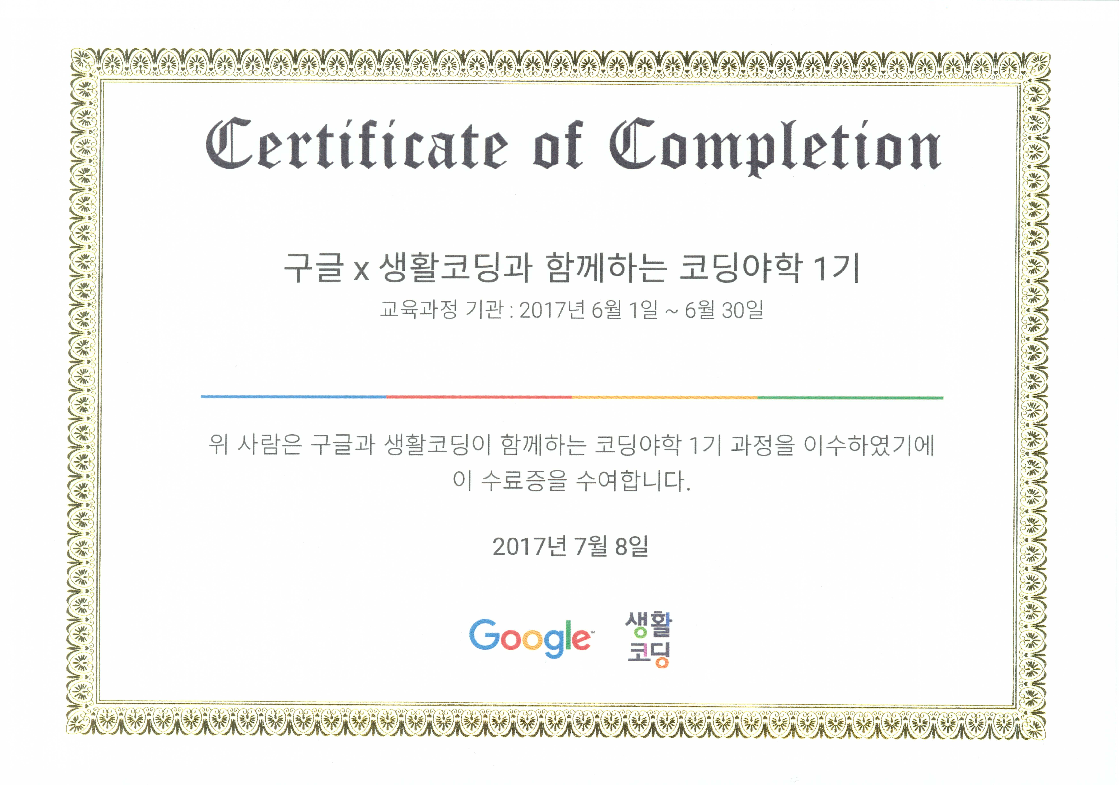 Certificate of Completion
구글 x 생활코딩과 함께하는 코딩야학 1기
교육과정 기관 : 2017년 6월 1일 ~ 6월 30일
위 사람은 구글과 생활코딩이 함께하는 코딩야학 1기 과정을 이수하였기에
이 수료증을 수여합니다.
2017년 7월 8일
Google™ 생활
코딩